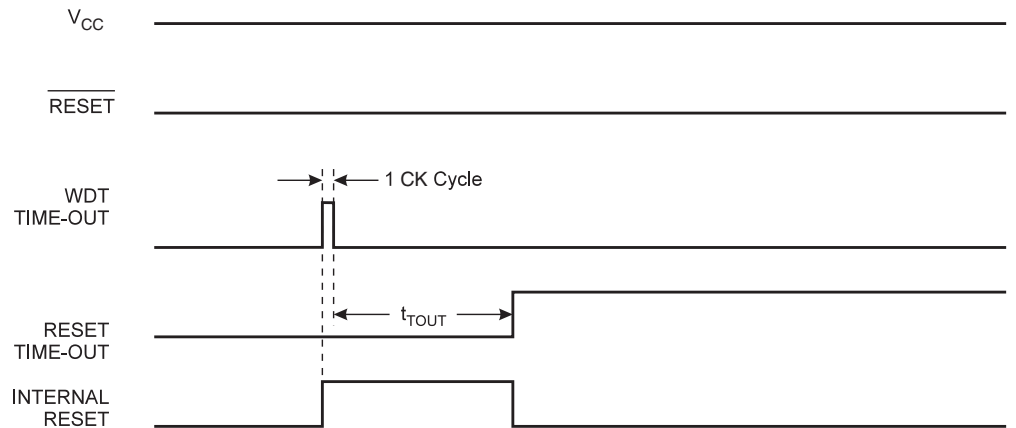 VCC
RESET
1 CK Cycle
WDT
TIME-OUT
tTOUT
RESET
TIME-OUT
INTERNAL
RESET